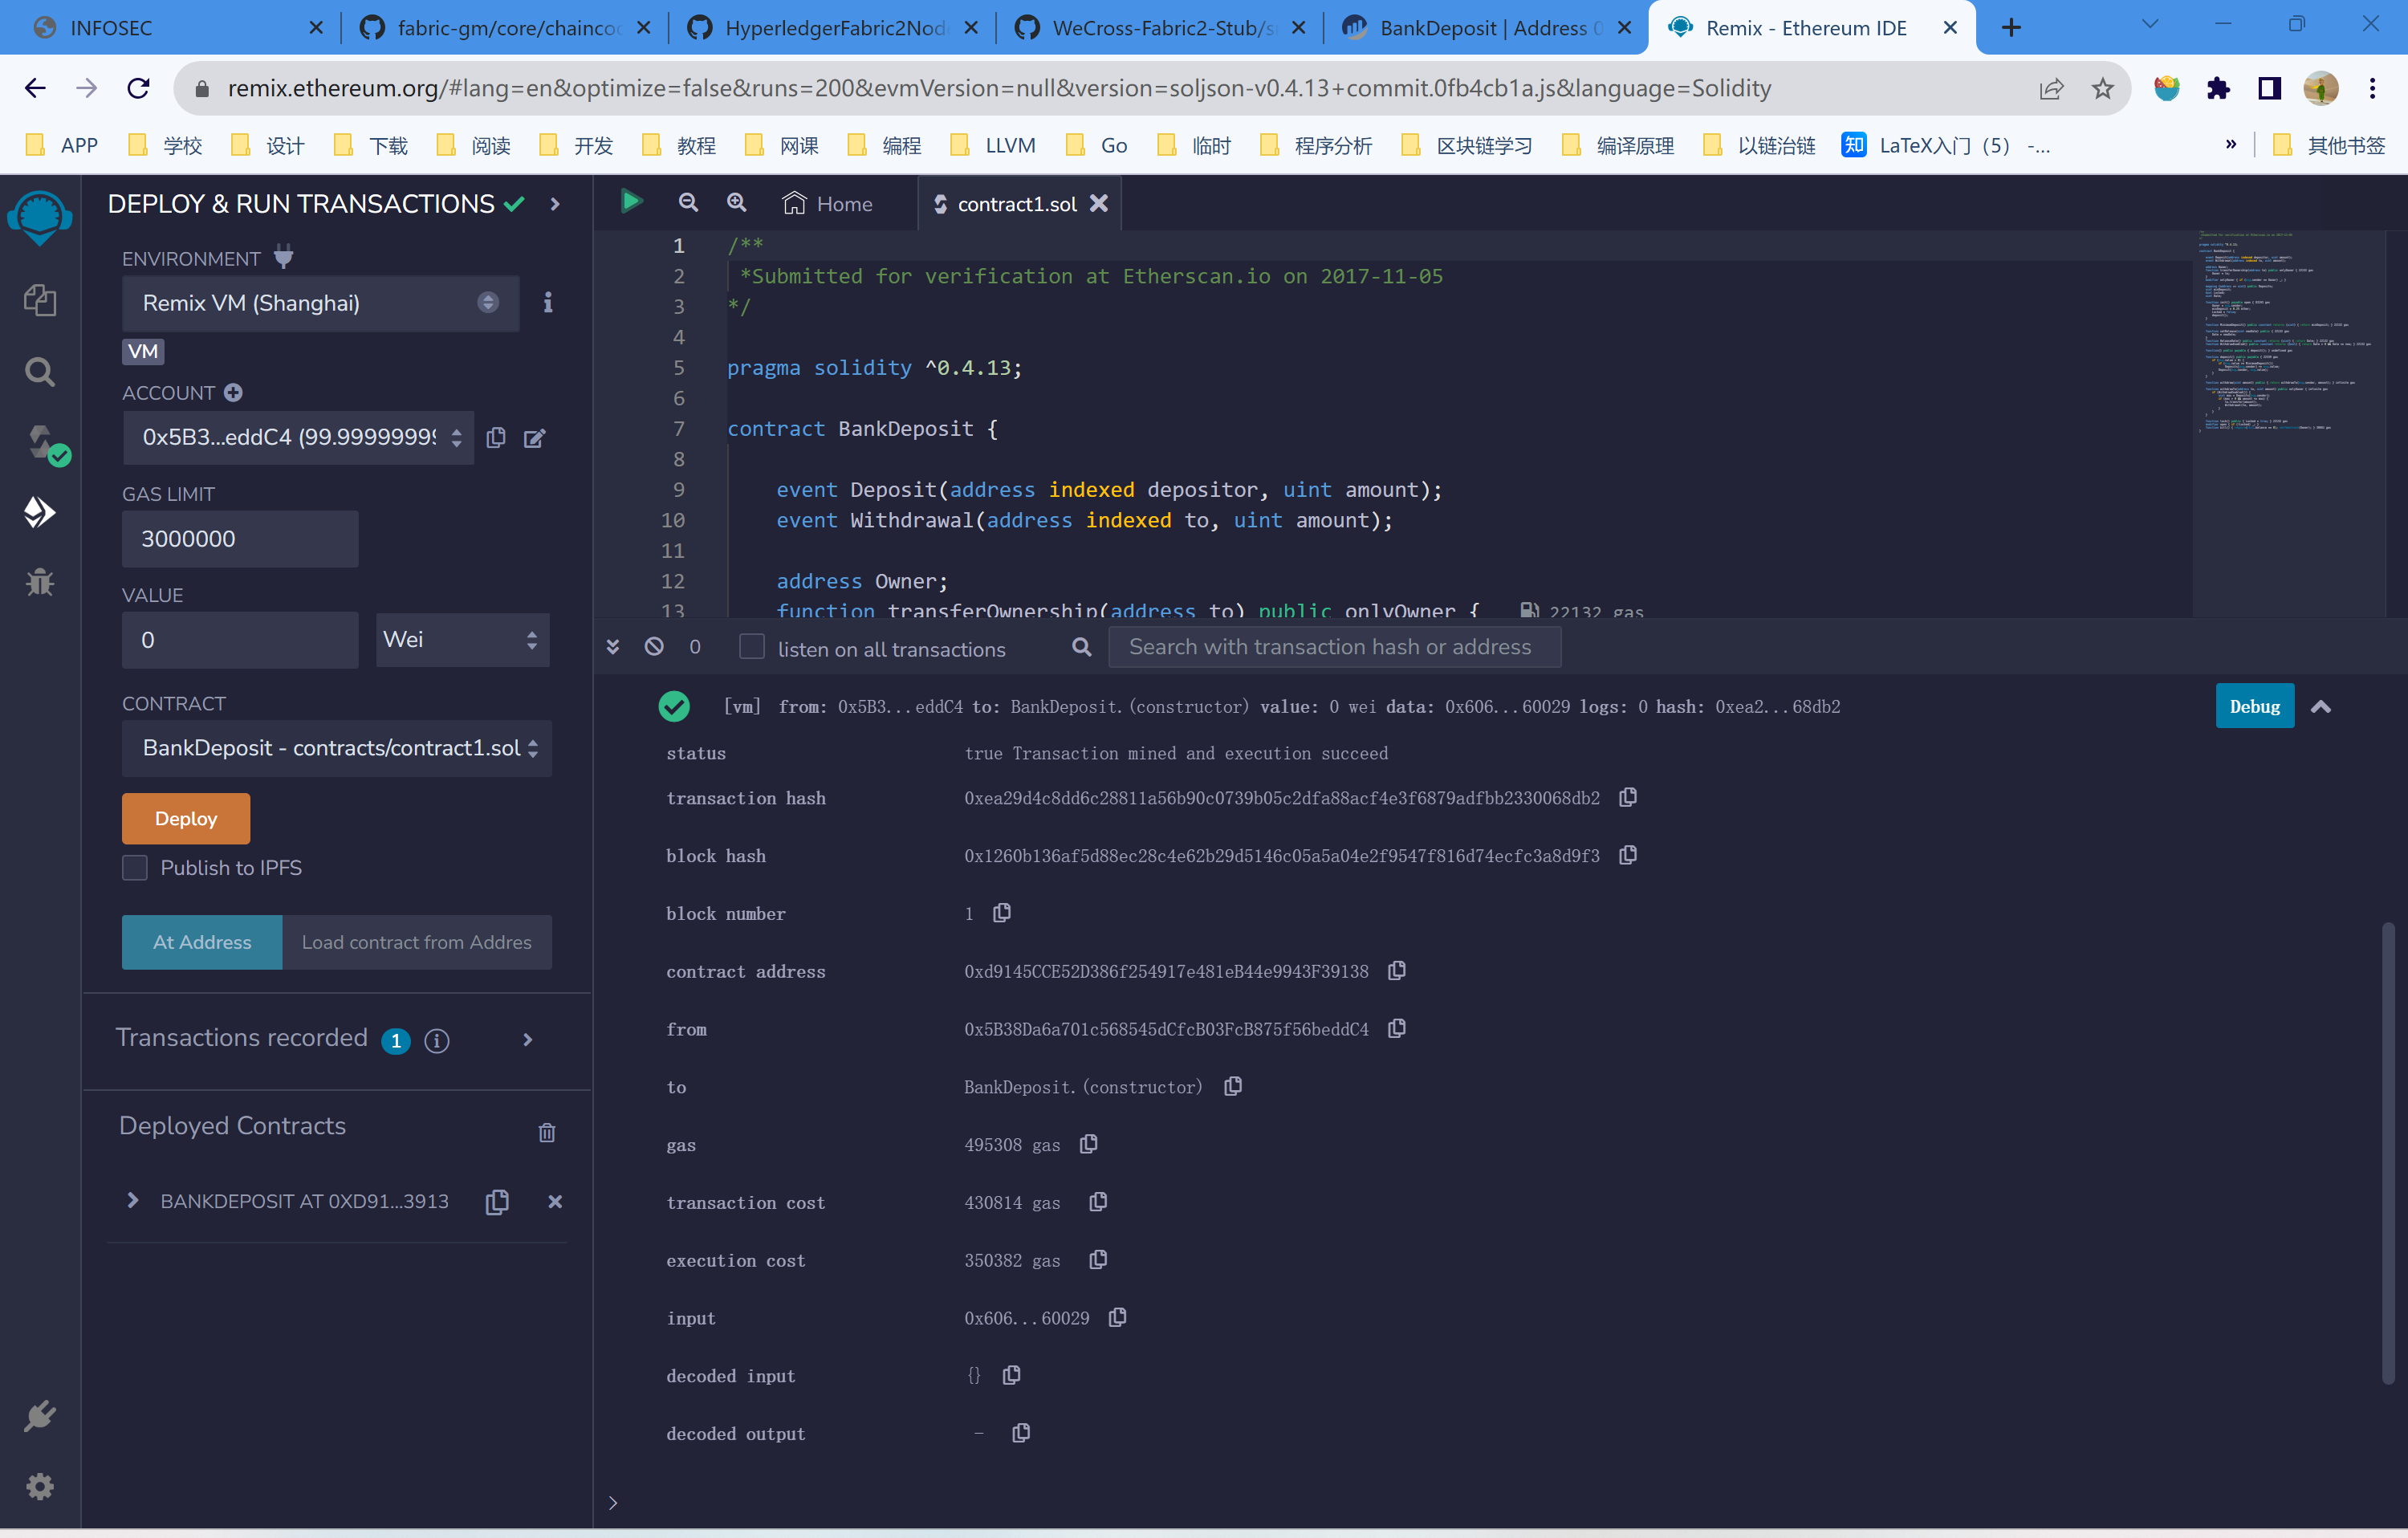 INFOSEC
fabric-gm/core/chaincod
HyperledgerFabric2Nod
WeCross-Fabric2-Stub/s
BankDeposit | Address 0
Remix - Ethereum IDE
remix.ethereum.org/#lang=en&optimize=false&runs=200&evmVersion=null&version=soljson-v0.4.13+commit.0fb4cb1a.js&language=Solidity
APP 学校 设计 下载 阅读 开发 教程 网课 编程 LLVM Go 临时 程序分析 区块链学习 编译原理 以链治链 知 LaTeX入门（5） -... » 其他书签
DEPLOY & RUN TRANSACTIONS
ENVIRONMENT
Remix VM (Shanghai)
VM
ACCOUNT
0x5B3...eddC4 (99.99999999
GAS LIMIT
3000000
VALUE
0
Wei
CONTRACT
BankDeposit - contracts/contract1.sol
Deploy
Publish to IPFS
At Address
Load contract from Addres
Transactions recorded 1
Deployed Contracts
BANKDEPOSIT AT 0XD91...3913
Home
contract1.sol
1 /**
2 *Submitted for verification at Etherscan.io on 2017-11-05
3 */
4
5 pragma solidity ^0.4.13;
6
7 contract BankDeposit {
8
9 event Deposit(address indexed depositor, uint amount);
10 event Withdrawal(address indexed to, uint amount);
11
12 address Owner;
13 function transferOwnership(address to) public onlyOwner { 22132 gas
0
listen on all transactions
Search with transaction hash or address
[vm] from: 0x5B3...eddC4 to: BankDeposit.(constructor) value: 0 wei data: 0x606...60029 logs: 0 hash: 0xea2...68db2
Debug
status true Transaction mined and execution succeed
transaction hash 0xea29d4c8dd6c28811a56b90c0739b05c2dfa88acf4e3f6879adfbb2330068db2
block hash 0x1260b136af5d88ec28c4e62b29d5146c05a5a04e2f9547f816d74ecfc3a8d9f3
block number 1
contract address 0xd9145CCE52D386f254917e481eB44e9943F39138
from 0x5B38Da6a701c568545dCfcB03FcB875f56beddC4
to BankDeposit.(constructor)
gas 495308 gas
transaction cost 430814 gas
execution cost 350382 gas
input 0x606...60029
decoded input {}
decoded output -
>